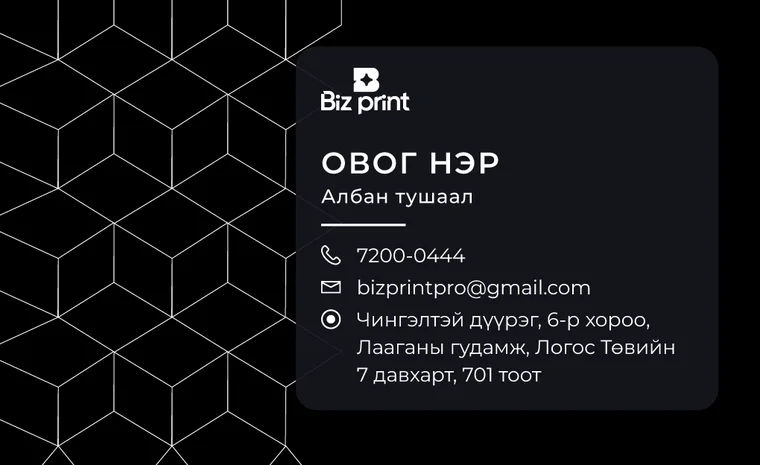 Biz print
ОВОГ НЭР
Албан тушаал
7200-0444
bizprintpro@gmail.com
Чингэлтэй дүүрэг, 6-р хороо,
Лааганы гудамж, Логос Төвийн
7 давхарт, 701 тоот